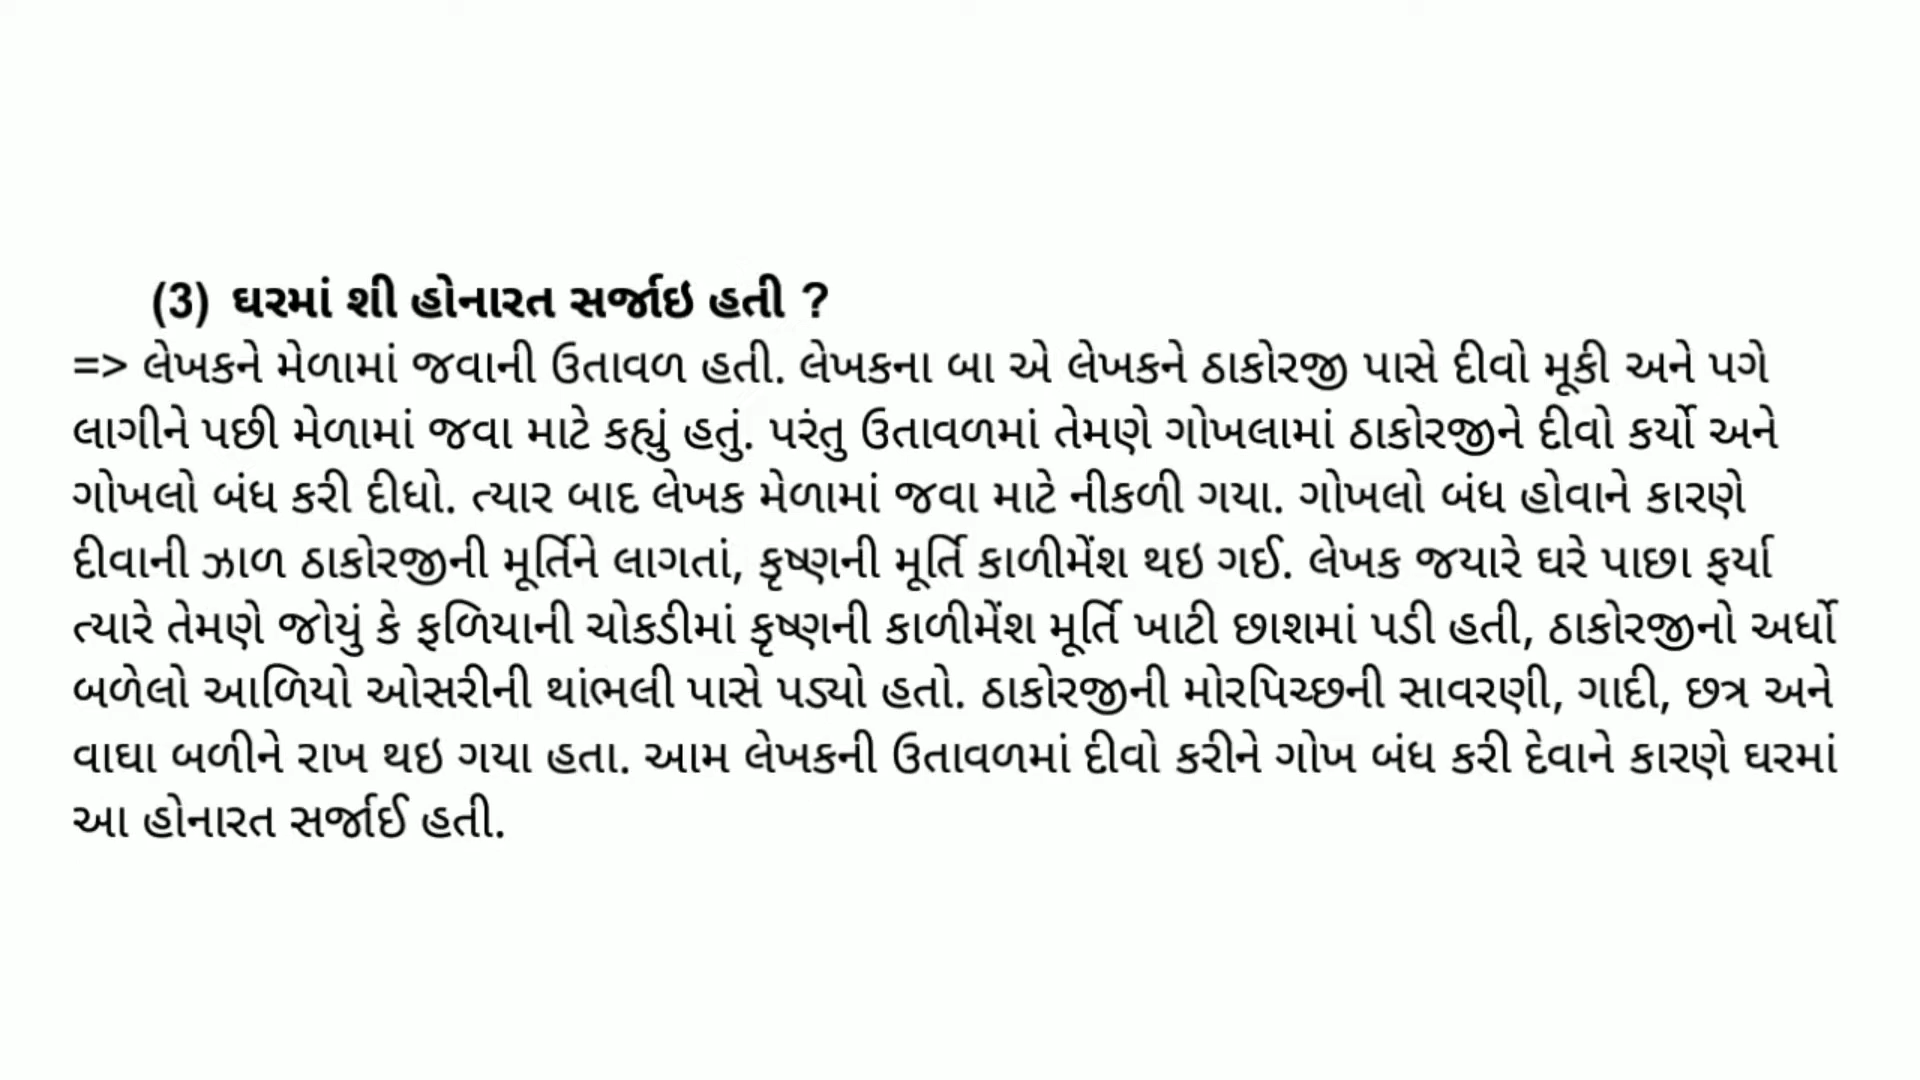 (3) ઘરમાં શી હોનારત સર્જાઇ હતી ?
=> લેખકને મેળામાં જવાની ઉતાવળ હતી. લેખકના બા એ લેખકને ઠાકોરજી પાસે દીવો મૂકી અને પગે
લાગીને પછી મેળામાં જવા માટે કહ્યું હતું. પરંતુ ઉતાવળમાં તેમણે ગોખલામાં ઠાકોરજીને દીવો કર્યો અને
ગોખલો બંધ કરી દીધો. ત્યાર બાદ લેખક મેળામાં જવા માટે નીકળી ગયા. ગોખલો બંધ હોવાને કારણે
દીવાની ઝાળ ઠાકોરજીની મૂર્તિને લાગતાં, કૃષ્ણની મૂર્તિ કાળીમેંશ થઇ ગઈ. લેખક જયારે ઘરે પાછા ફર્યા
ત્યારે તેમણે જોયું કે ફળિયાની ચોકડીમાં કૃષ્ણની કાળીમેંશ મૂર્તિ ખાટી છાશમાં પડી હતી, ઠાકોરજીનો અર્ધો
બળેલો આળિયો ઓસરીની થાંભલી પાસે પડ્યો હતો. ઠાકોરજીની મોરપિચ્છની સાવરણી, ગાદી, છત્ર અને
વાઘા બળીને રાખ થઇ ગયા હતા. આમ લેખકની ઉતાવળમાં દીવો કરીને ગોખ બંધ કરી દેવાને કારણે ઘરમાં
આ હોનારત સર્જાઈ હતી.